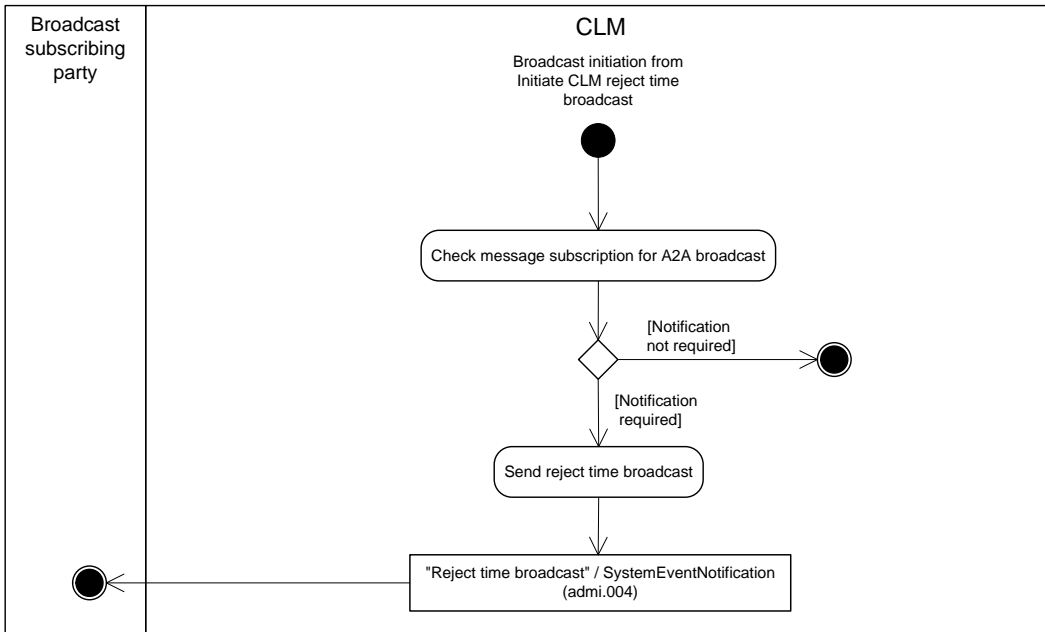 Broadcast
subscribing
party
CLM
Broadcast initiation from
Initiate CLM reject time
broadcast
Check message subscription for A2A broadcast
[Notification
not required]
[Notification
required]
Send reject time broadcast
"Reject time broadcast" / SystemEventNotification
(admi.004)